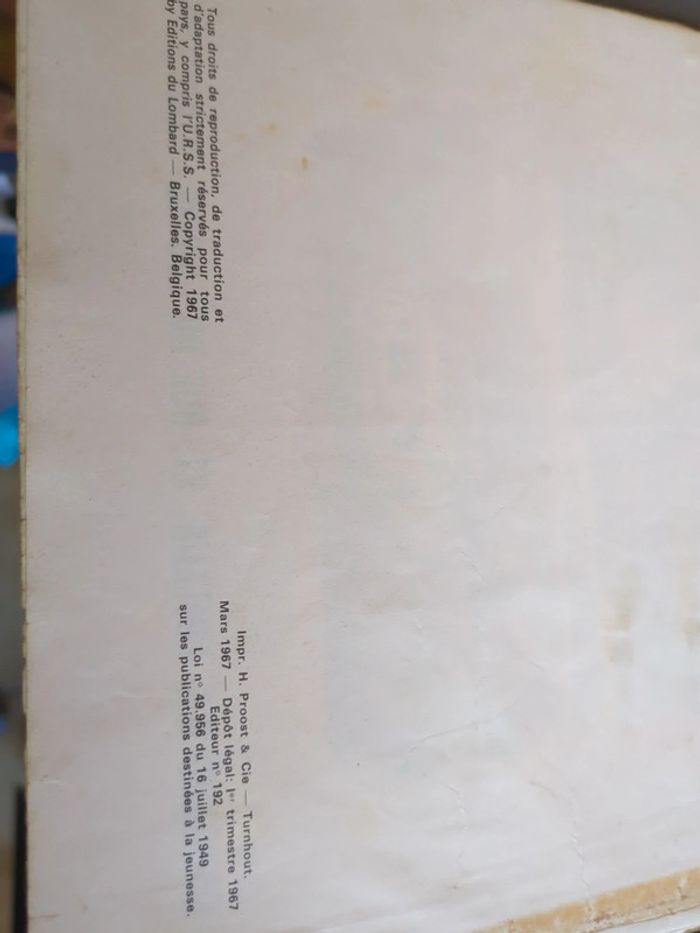 Tous droits de reproduction, de traduction et
d'adaptation strictement réservés pour tous
pays, y compris l'U.R.S.S. — Copyright 1967
by Editions du Lombard — Bruxelles. Belgique.
Impr. H. Proost & Cie — Turnhout.
Mars 1967 — Dépôt légal: Ier trimestre 1967
Editeur n° 192
Loi n° 49.956 du 16 juillet 1949
sur les publications destinées à la jeunesse.